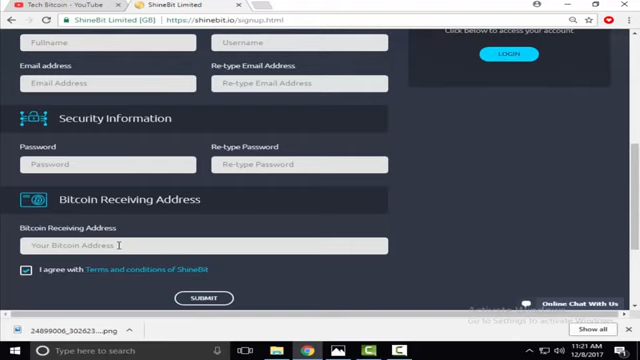 Tech Bitcoin - YouTube
ShineBit Limited
ShineBit Limited [GB]
https://shinebit.io/signup.html
Click below to access your account
Fullname
Username
LOGIN
Email address
Re-type Email Address
Email Address
Re-type Email Address
Security Information
Password
Re-type Password
Password
Re-type Password
Bitcoin Receiving Address
Bitcoin Receiving Address
Your Bitcoin Address
I agree with Terms and conditions of ShineBit
SUBMIT
Activate Windows
Go to Settings to activate Windows.
Online Chat With Us
24899006_302623....png
Show all
Type here to search
11:21 AM
12/8/2017